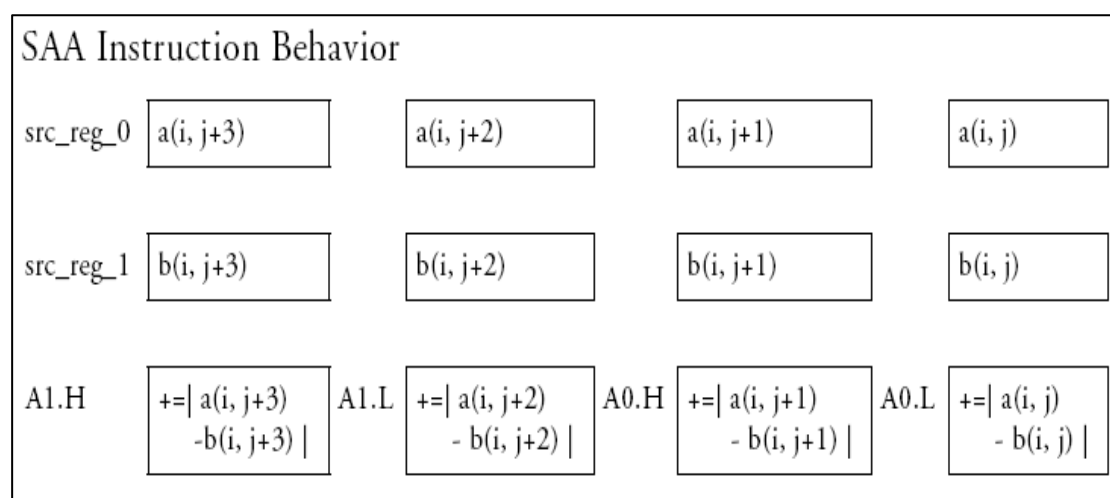 SAA Instruction Behavior
src_reg_0 a(i, j+3) a(i, j+2) a(i, j+1) a(i, j)
src_reg_1 b(i, j+3) b(i, j+2) b(i, j+1) b(i, j)
A1.H +=| a(i, j+3) A1.L +=| a(i, j+2) A0.H +=| a(i, j+1) A0.L +=| a(i, j)
-b(i, j+3) | - b(i, j+2) | - b(i, j+1) | - b(i, j) |